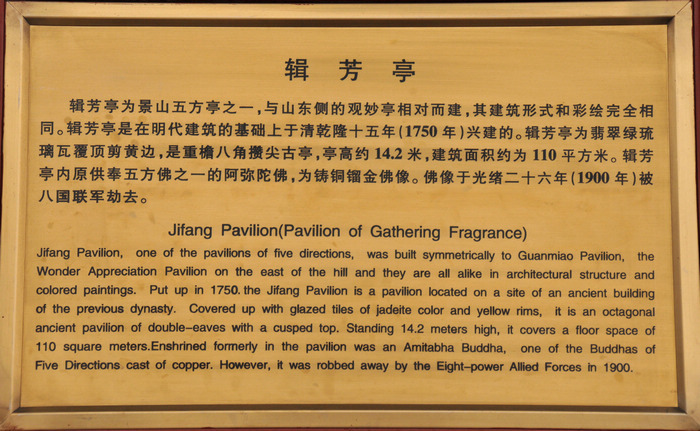 辑芳亭
辑芳亭为景山五方亭之一,与山东侧的观妙亭相对而建,其建筑形式和彩绘完全相
同。辑芳亭是在明代建筑的基础上于清乾隆十五年(1750年)兴建的。辑芳亭为翡翠绿琉
璃瓦覆顶剪黄边,是重檐八角攒尖古亭,亭高约14.2米,建筑面积约为110平方米。辑芳
亭内原供奉五方佛之一的阿弥陀佛,为铸铜镏金佛像。佛像于光绪二十六年(1900年)被
八国联军劫去。
Jifang Pavilion(Pavilion of Gathering Fragrance)
Jifang Pavilion, one of the pavilions of five directions, was built symmetrically to Guanmiao Pavilion, the
Wonder Appreciation Pavilion on the east of the hill and they are all alike in architectural structure and
colored paintings. Put up in 1750. the Jifang Pavilion is a pavilion located on a site of an ancient building
of the previous dynasty. Covered up with glazed tiles of jadeite color and yellow rims, it is an octagonal
ancient pavilion of double-eaves with a cusped top. Standing 14.2 meters high, it covers a floor space of
110 square meters.Enshrined formerly in the pavilion was an Amitabha Buddha, one of the Buddhas of
Five Directions cast of copper. However, it was robbed away by the Eight-power Allied Forces in 1900.